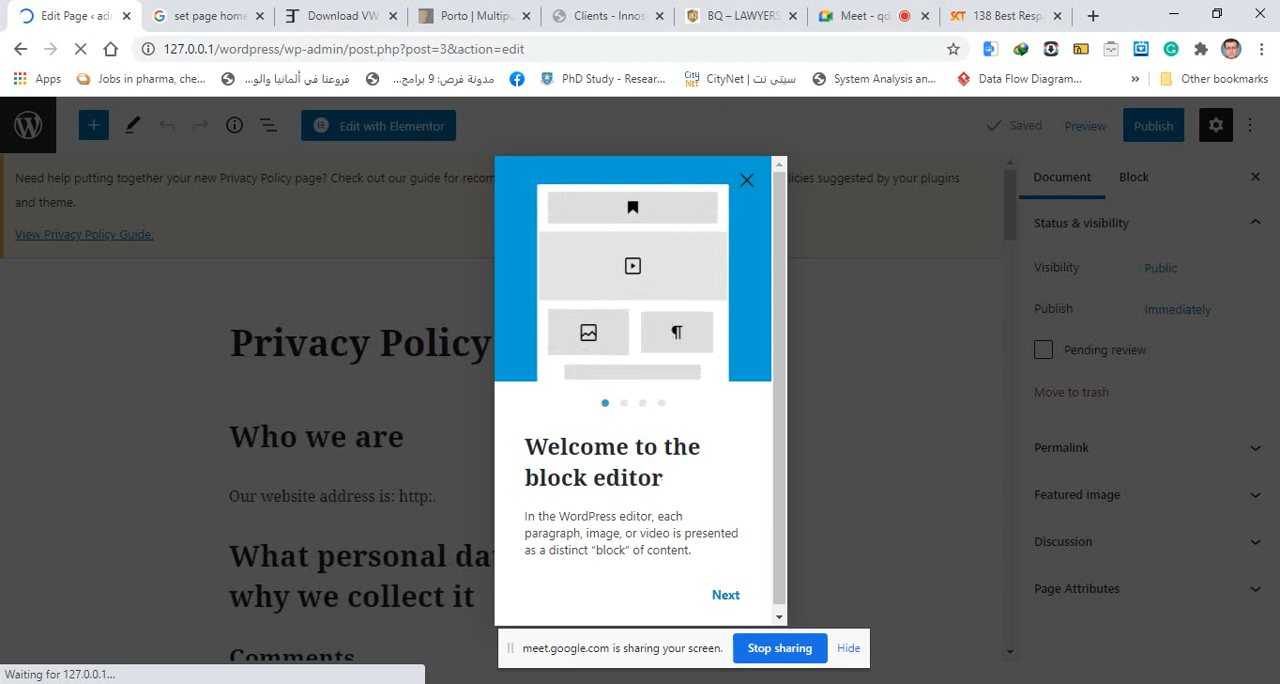 Edit Page ‹ adr
set page home
Download VW
Porto | Multipu
Clients - Innos
BQ – LAWYERS
Meet - qd
138 Best Resp
127.0.0.1/wordpress/wp-admin/post.php?post=3&action=edit
Apps
Jobs in pharma, che...
فروعنا في ألمانيا والو...
مدونة فرص: 9 برامج...
PhD Study - Resear...
CityNet | سيتى نت
System Analysis an...
Data Flow Diagram...
»
Other bookmarks
Edit with Elementor
Saved
Preview
Publish
Need help putting together your new Privacy Policy page? Check out our guide for recom
icies suggested by your plugins
and theme.
View Privacy Policy Guide.
Document
Block
Status & visibility
Visibility
Public
Publish
Immediately
Pending review
Move to trash
Permalink
Featured image
Discussion
Page Attributes
Privacy Policy
Who we are
Our website address is: http:.
What personal da
why we collect it
Comments
Welcome to the
block editor
In the WordPress editor, each
paragraph, image, or video is presented
as a distinct “block” of content.
Next
meet.google.com is sharing your screen.
Stop sharing
Hide
Waiting for 127.0.0.1...